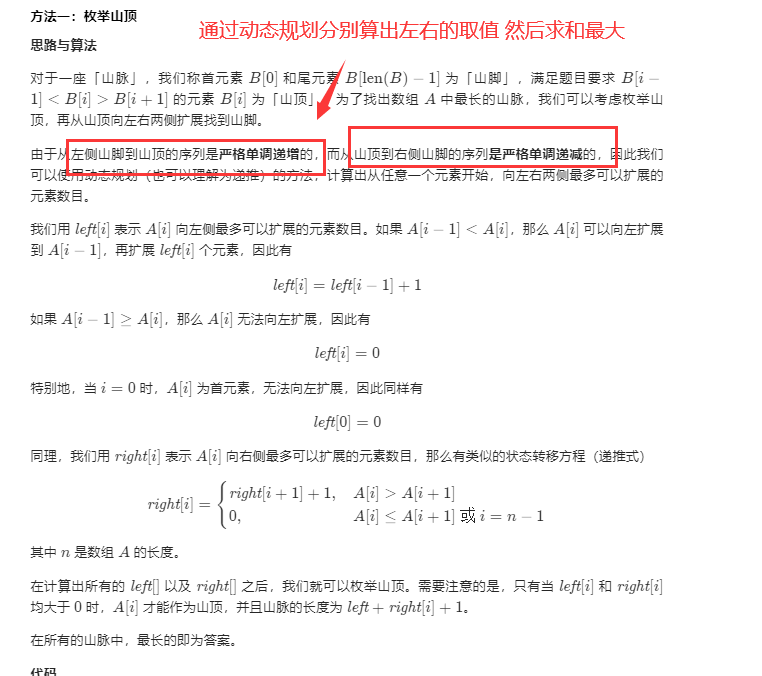 方法一：枚举山顶
通过动态规划分别算出左右的取值 然后求和最大
思路与算法
对于一座「山脉」，我们称首元素 B[0] 和尾元素 B[len(B) − 1] 为「山脚」，满足题目要求 B[i −
1] < B[i] > B[i + 1] 的元素 B[i] 为「山顶」，为了找出数组 A 中最长的山脉，我们可以考虑枚举山
顶，再从山顶向左右两侧扩展找到山脚。
由于从左侧山脚到山顶的序列是严格单调递增的，而从山顶到右侧山脚的序列是严格单调递减的，因此我们
可以使用动态规划（也可以理解为递推）的方法，计算出从任意一个元素开始，向左右两侧最多可以扩展的
元素数目。
我们用 left[i] 表示 A[i] 向左侧最多可以扩展的元素数目。如果 A[i − 1] < A[i]，那么 A[i] 可以向左扩展
到 A[i − 1]，再扩展 left[i] 个元素，因此有
left[i] = left[i − 1] + 1
如果 A[i − 1] ≥ A[i]，那么 A[i] 无法向左扩展，因此有
left[i] = 0
特别地，当 i = 0 时，A[i] 为首元素，无法向左扩展，因此同样有
left[0] = 0
同理，我们用 right[i] 表示 A[i] 向右侧最多可以扩展的元素数目，那么有类似的状态转移方程（递推式）
right[i] = { right[i + 1] + 1, A[i] > A[i + 1]
0, A[i] ≤ A[i + 1] 或 i = n − 1
其中 n 是数组 A 的长度。
在计算出所有的 left[] 以及 right[] 之后，我们就可以枚举山顶。需要注意的是，只有当 left[i] 和 right[i]
均大于 0 时，A[i] 才能作为山顶，并且山脉的长度为 left + right[i] + 1。
在所有的山脉中，最长的即为答案。
代码